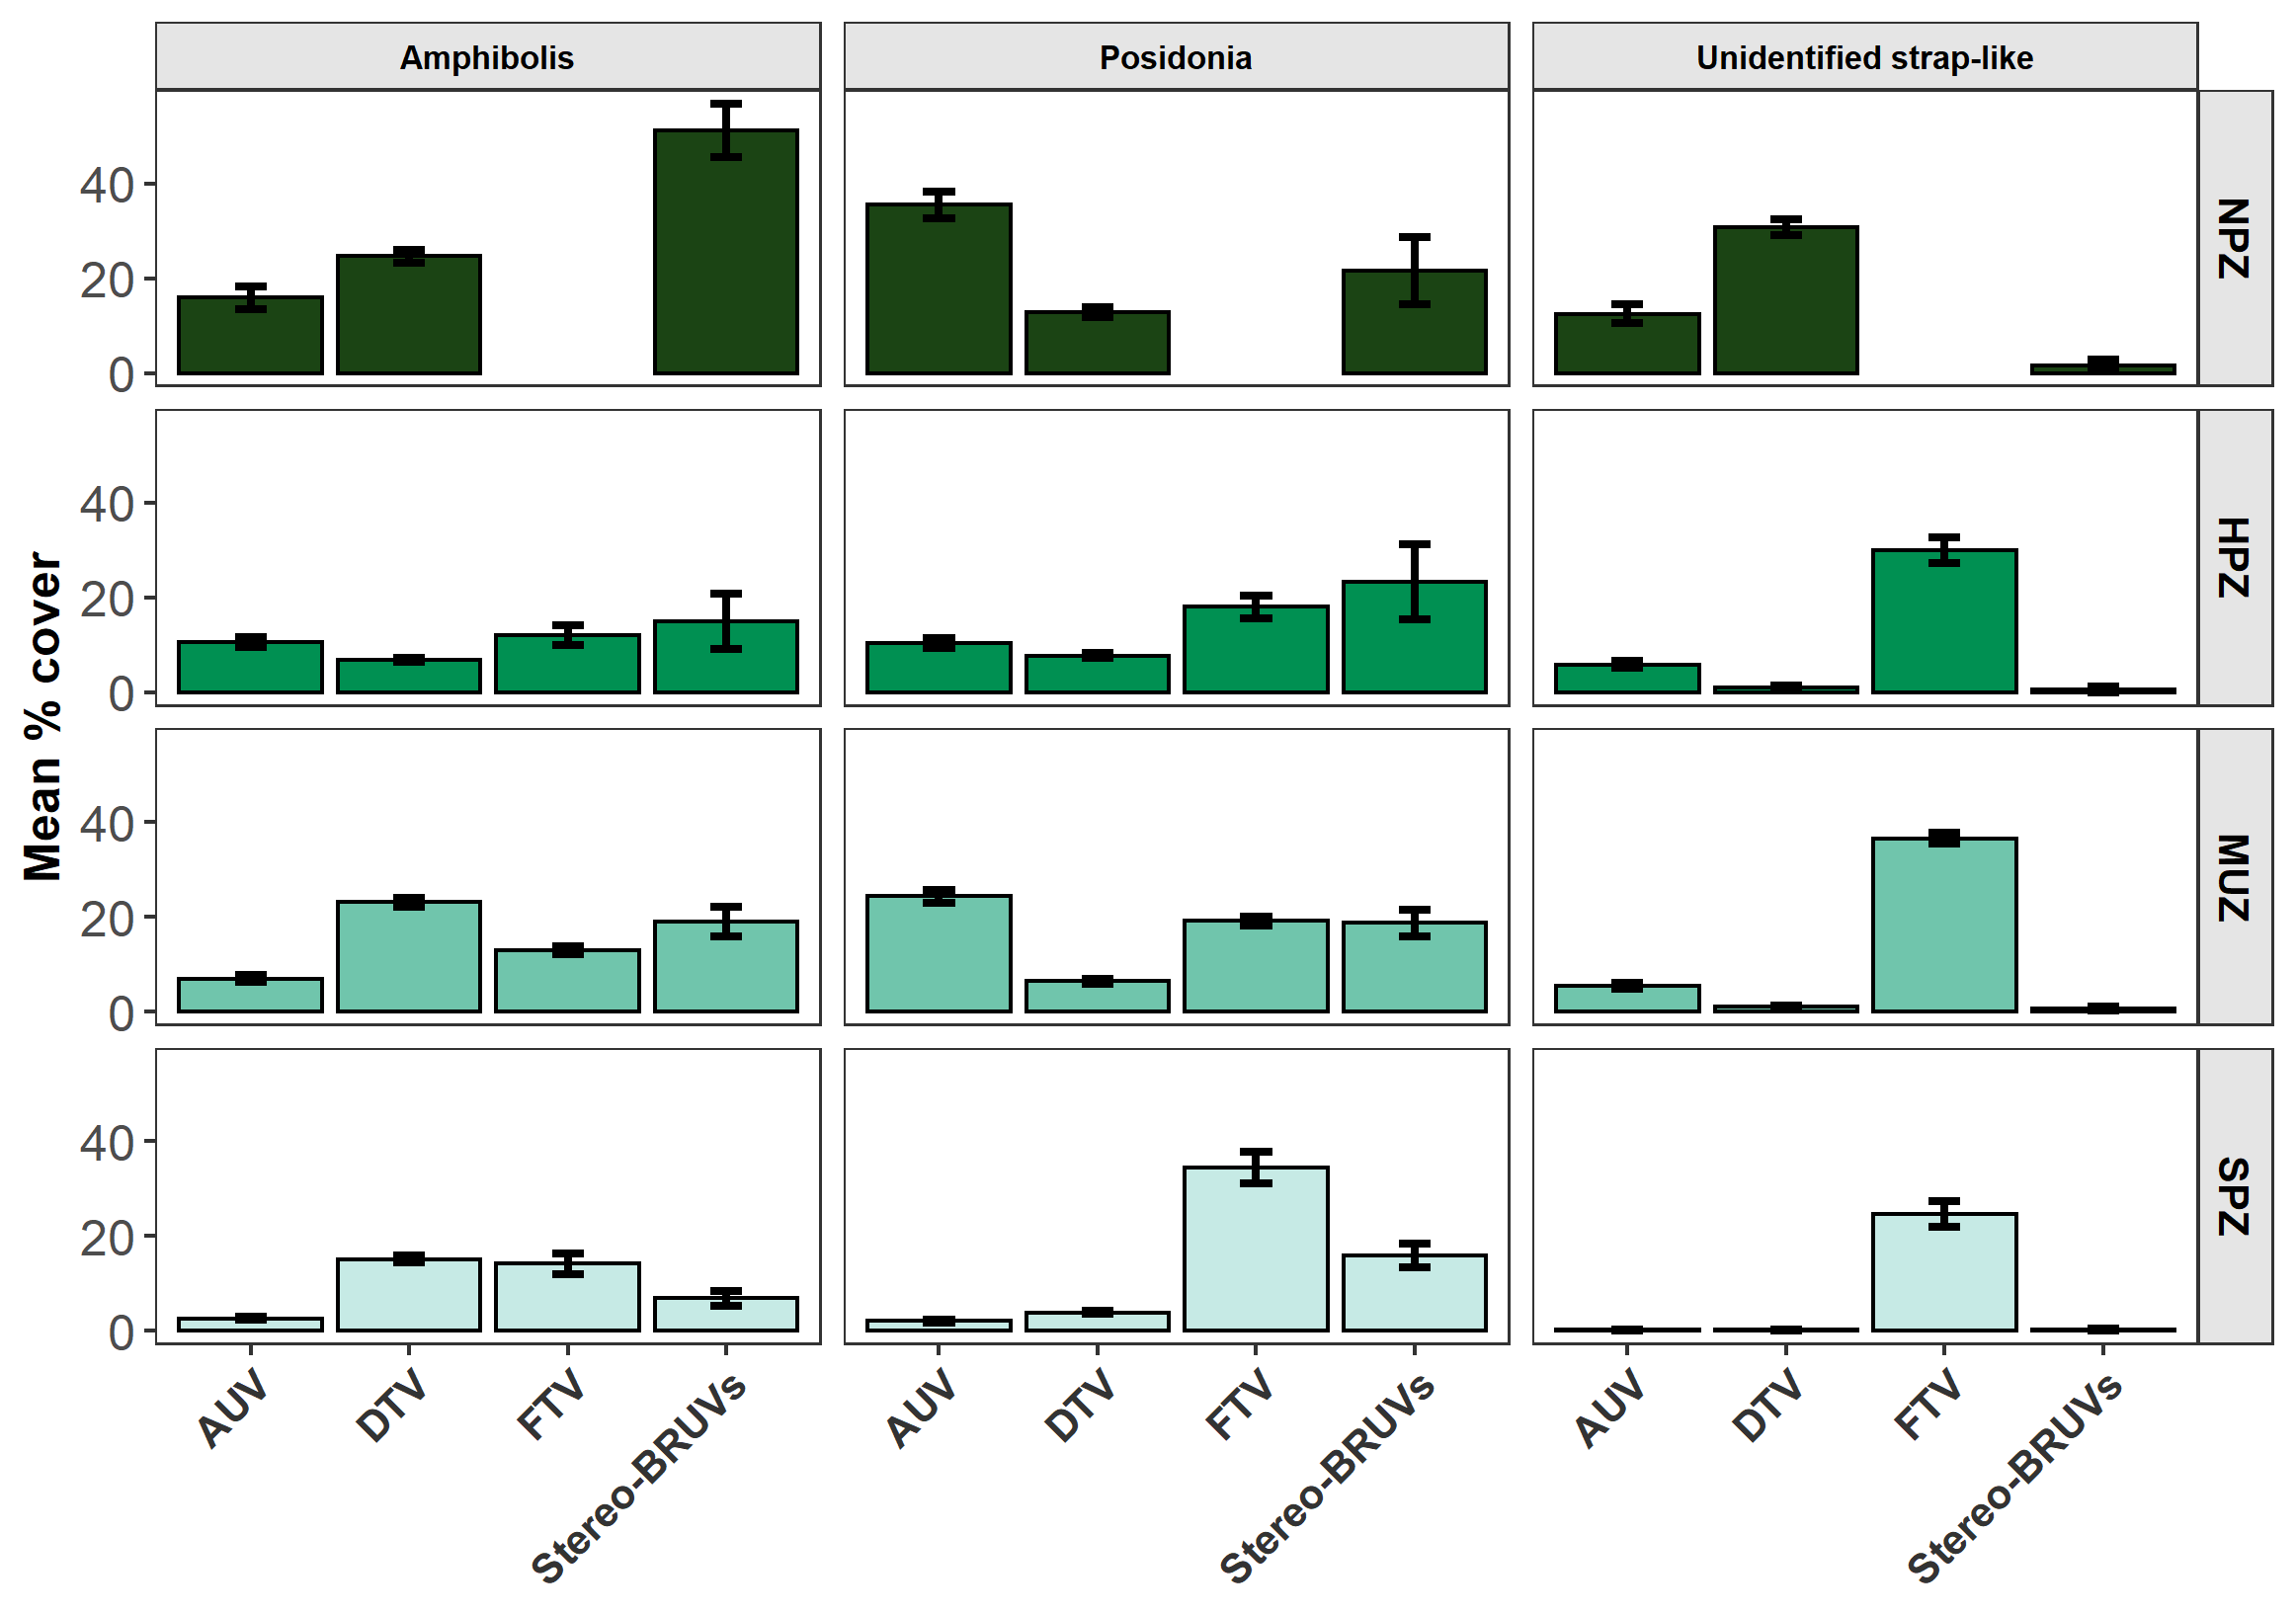 Amphibolis
Posidonia
Unidentified strap-like
Mean % cover
40
20
0
NPZ
40
20
0
HPZ
40
20
0
MUZ
40
20
0
SPZ
AUV
DTV
FTV
Stereo-BRUVs
AUV
DTV
FTV
Stereo-BRUVs
AUV
DTV
FTV
Stereo-BRUVs